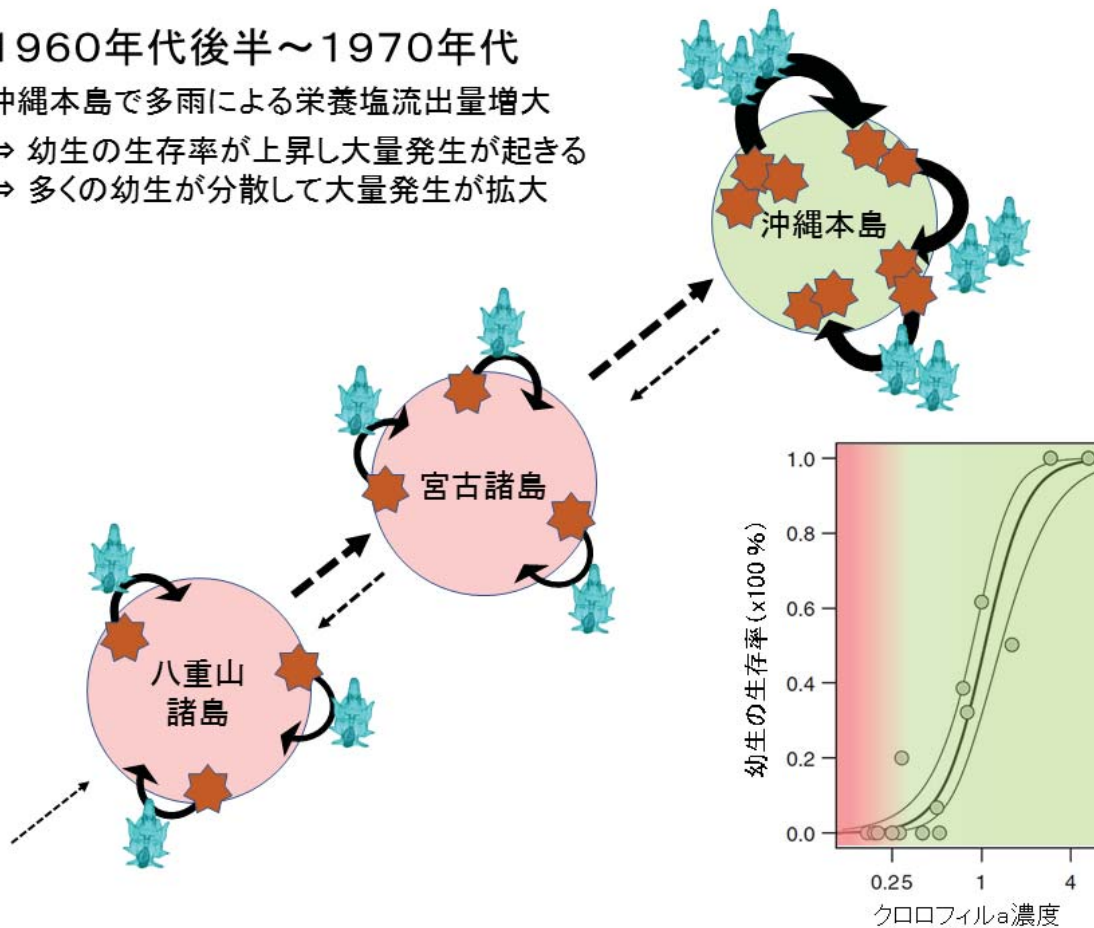 1960年代後半～1970年代
沖縄本島で多雨による栄養塩流出量増大
⇒ 幼生の生存率が上昇し大量発生が起きる
⇒ 多くの幼生が分散して大量発生が拡大
沖縄本島
宮古諸島
八重山
諸島
幼生の生存率(x100 %)
1.0
0.8
0.6
0.4
0.2
0.0
0.25 1 4
クロロフィルa濃度